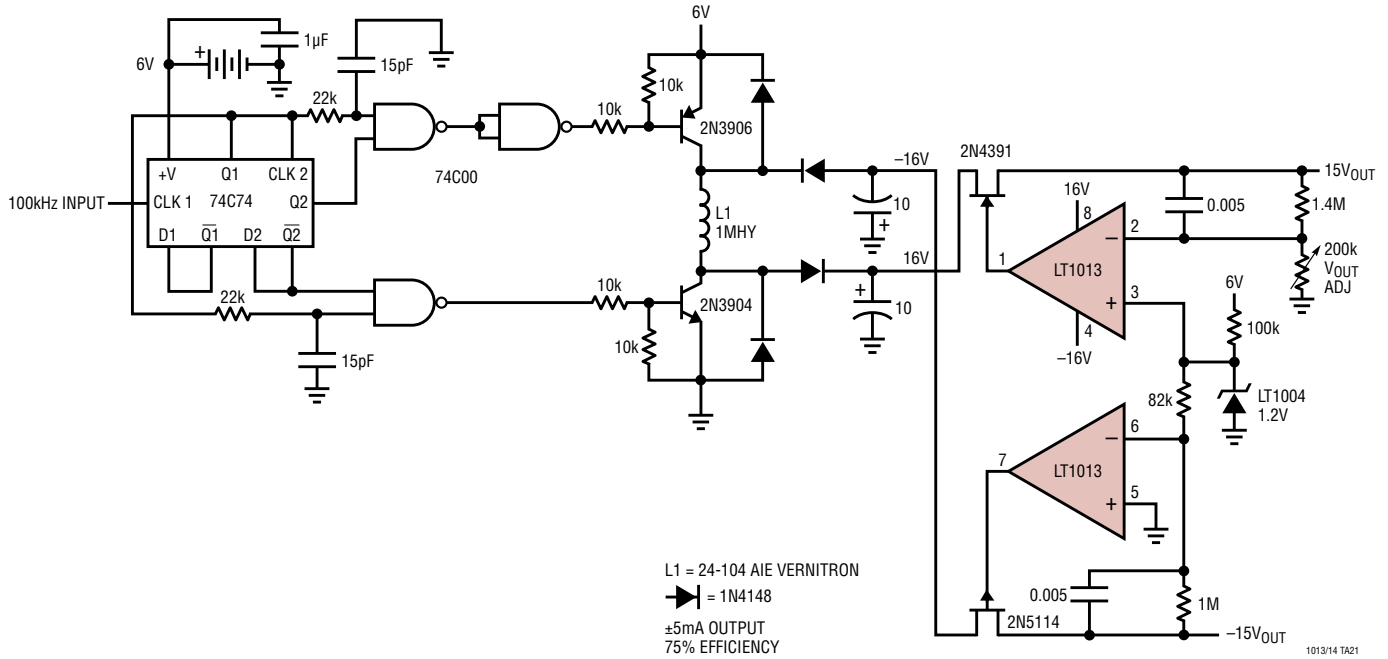 6V
+
1µF
15pF
22k
+V
Q1
CLK 2
100kHz INPUT
CLK 1
74C74
Q2
D1
Q1
D2
Q2
22k
15pF
74C00
6V
10k
10k
2N3906
L1
1MHY
10k
2N3904
10k
–16V
10
+
16V
+
10
2N4391
15VOUT
0.005
1.4M
16V
8
2
–
1
LT1013
3
+
4
–16V
200k
VOUT
ADJ
6V
100k
82k
LT1004
1.2V
6
–
7
LT1013
5
+
0.005
1M
2N5114
–15VOUT
L1 = 24-104 AIE VERNITRON
= 1N4148
±5mA OUTPUT
75% EFFICIENCY
1013/14 TA21